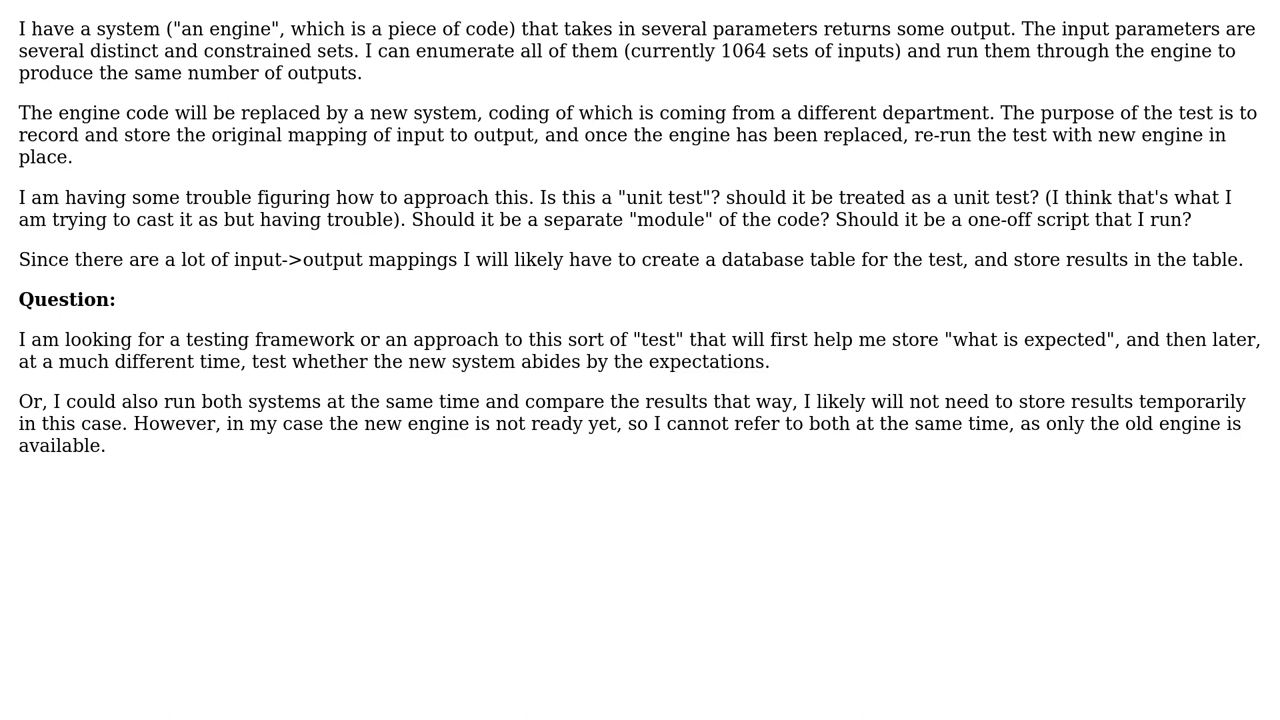 I have a system ("an engine", which is a piece of code) that takes in several parameters returns some output. The input parameters are
several distinct and constrained sets. I can enumerate all of them (currently 1064 sets of inputs) and run them through the engine to
produce the same number of outputs.
The engine code will be replaced by a new system, coding of which is coming from a different department. The purpose of the test is to
record and store the original mapping of input to output, and once the engine has been replaced, re-run the test with new engine in
place.
I am having some trouble figuring how to approach this. Is this a "unit test"? should it be treated as a unit test? (I think that's what I
am trying to cast it as but having trouble). Should it be a separate "module" of the code? Should it be a one-off script that I run?
Since there are a lot of input->output mappings I will likely have to create a database table for the test, and store results in the table.
Question:
I am looking for a testing framework or an approach to this sort of "test" that will first help me store "what is expected", and then later,
at a much different time, test whether the new system abides by the expectations.
Or, I could also run both systems at the same time and compare the results that way, I likely will not need to store results temporarily
in this case. However, in my case the new engine is not ready yet, so I cannot refer to both at the same time, as only the old engine is
available.